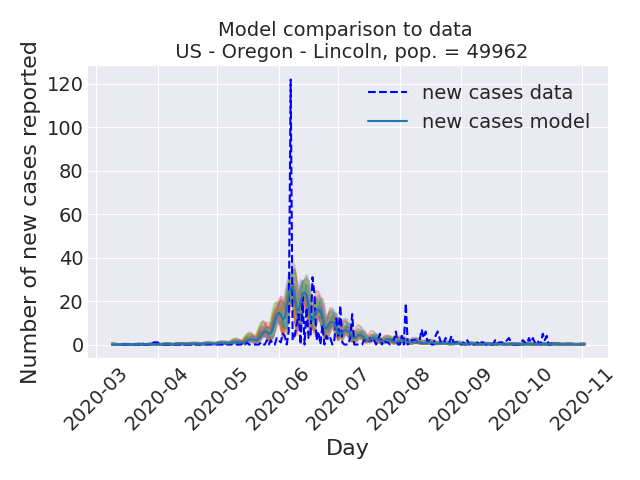 Model comparison to data
US - Oregon - Lincoln, pop. = 49962
Number of new cases reported
120
100
80
60
40
20
0
new cases data
new cases model
2020-03
2020-04
2020-05
2020-06
2020-07
2020-08
2020-09
2020-10
2020-11
Day